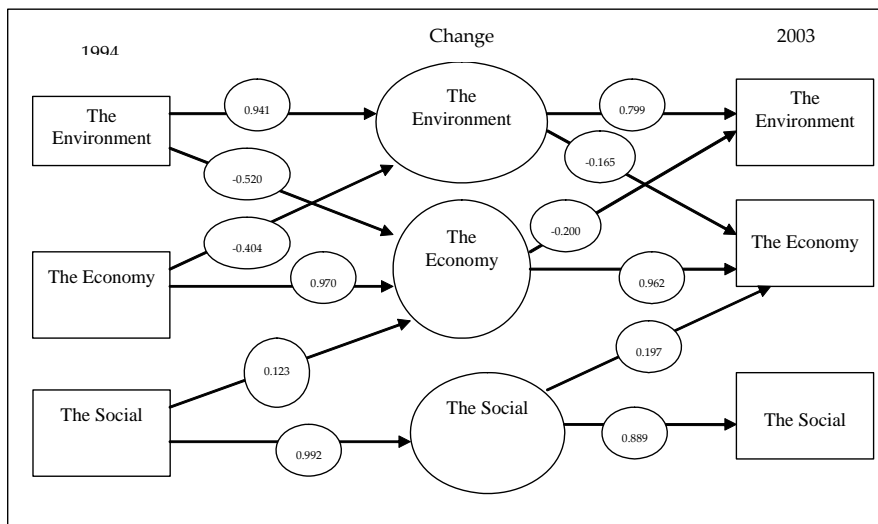 1994
Change
2003
The
Environment
0.941
The
Environment
0.799
The
Environment
-0.520
-0.165
-0.404
The Economy
0.970
The
Economy
-0.200
0.962
The Economy
0.123
0.197
The Social
0.992
The Social
0.889
The Social